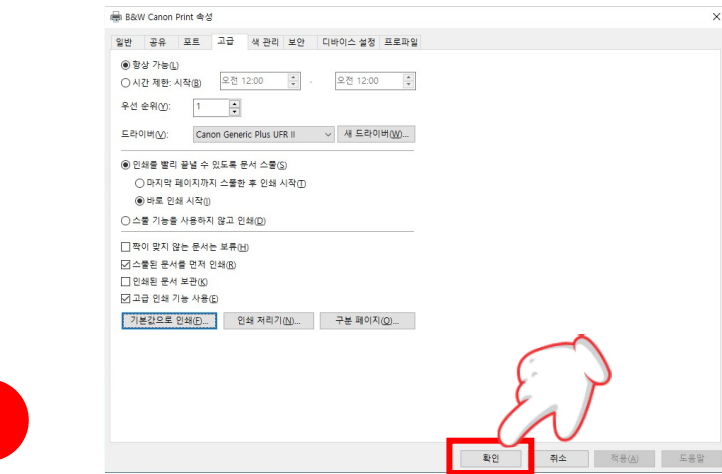 B&W Canon Print 속성
일반 공유 포트 고급 색 관리 보안 디바이스 설정 프로파일
항상 가능(L)
시간 제한: 시작(B) 오전 12:00 - 오전 12:00
우선 순위(Y): 1
드라이버(V): Canon Generic Plus UFR II 새 드라이버(W)...
인쇄를 빨리 끝낼 수 있도록 문서 스풀(S)
마지막 페이지까지 스풀한 후 인쇄 시작(T)
바로 인쇄 시작(I)
스풀 기능을 사용하지 않고 인쇄(D)
짝이 맞지 않는 문서는 보류(H)
스풀된 문서를 먼저 인쇄(R)
인쇄된 문서 보관(K)
고급 인쇄 기능 사용(E)
기본값으로 인쇄(F)... 인쇄 처리기(N)... 구분 페이지(O)...
확인 취소 적용(A) 도움말